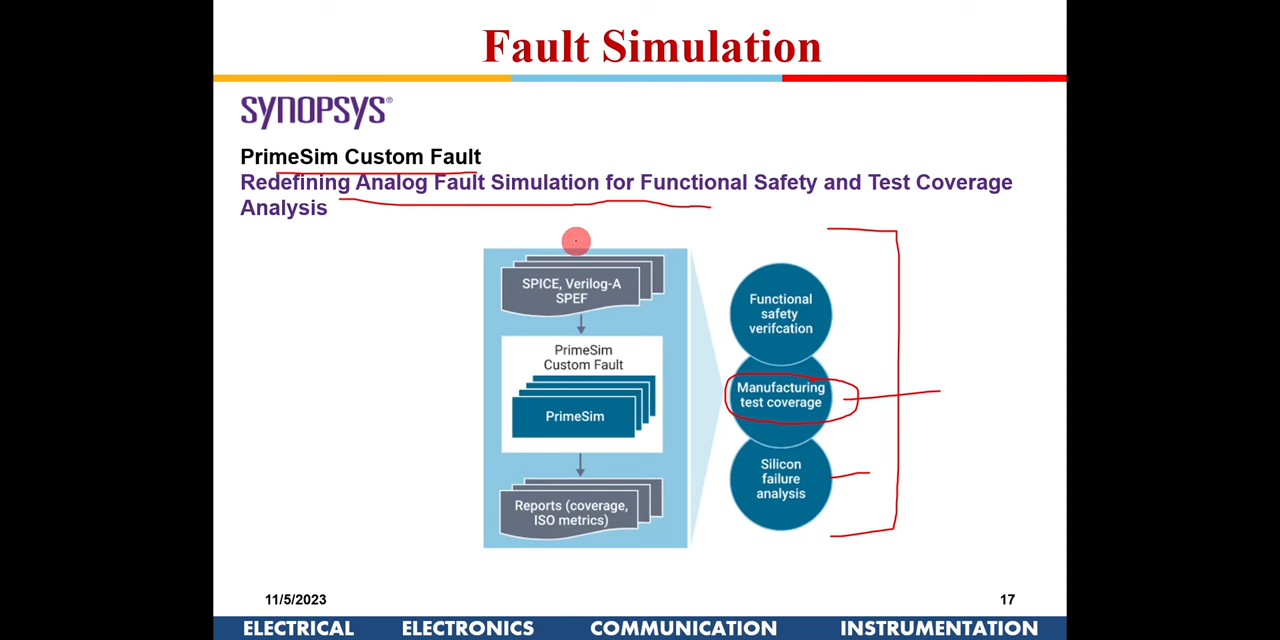 Fault Simulation
SYNOPSYS®
PrimeSim Custom Fault
Redefining Analog Fault Simulation for Functional Safety and Test Coverage
Analysis
SPICE, Verilog-A
SPEF
PrimeSim
Custom Fault
PrimeSim
Reports (coverage,
ISO metrics)
Functional
safety
verifcation
Manufacturing
test coverage
Silicon
failure
analysis
11/5/2023
17
ELECTRICAL ELECTRONICS COMMUNICATION INSTRUMENTATION